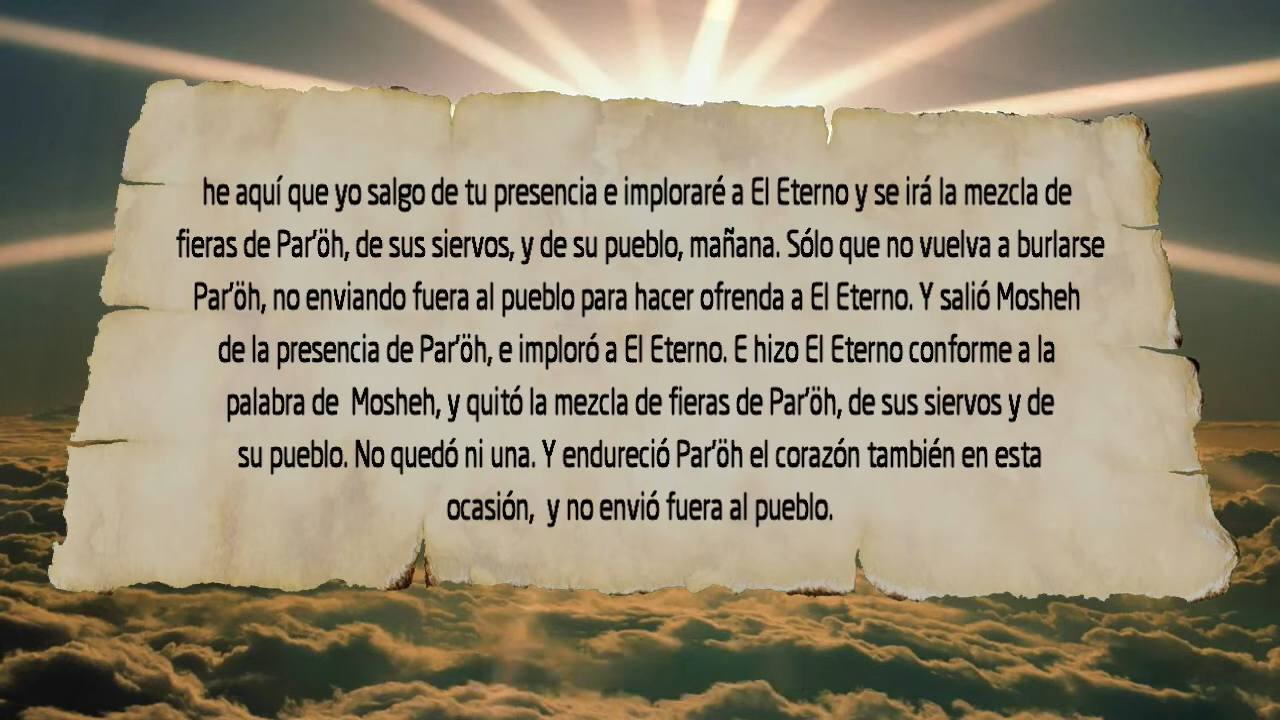 he aquí que yo salgo de tu presencia e imploraré a El Eterno y se irá la mezcla de
fieras de Par'öh, de sus siervos, y de su pueblo, mañana. Sólo que no vuelva a burlarse
Par'öh, no enviando fuera al pueblo para hacer ofrenda a El Eterno. Y salió Mosheh
de la presencia de Par'öh, e imploró a El Eterno. E hizo El Eterno conforme a la
palabra de  Mosheh, y quitó la mezcla de fieras de Par'öh, de sus siervos y de
su pueblo. No quedó ni una. Y endureció Par'öh el corazón también en esta
ocasión,  y no envió fuera al pueblo.